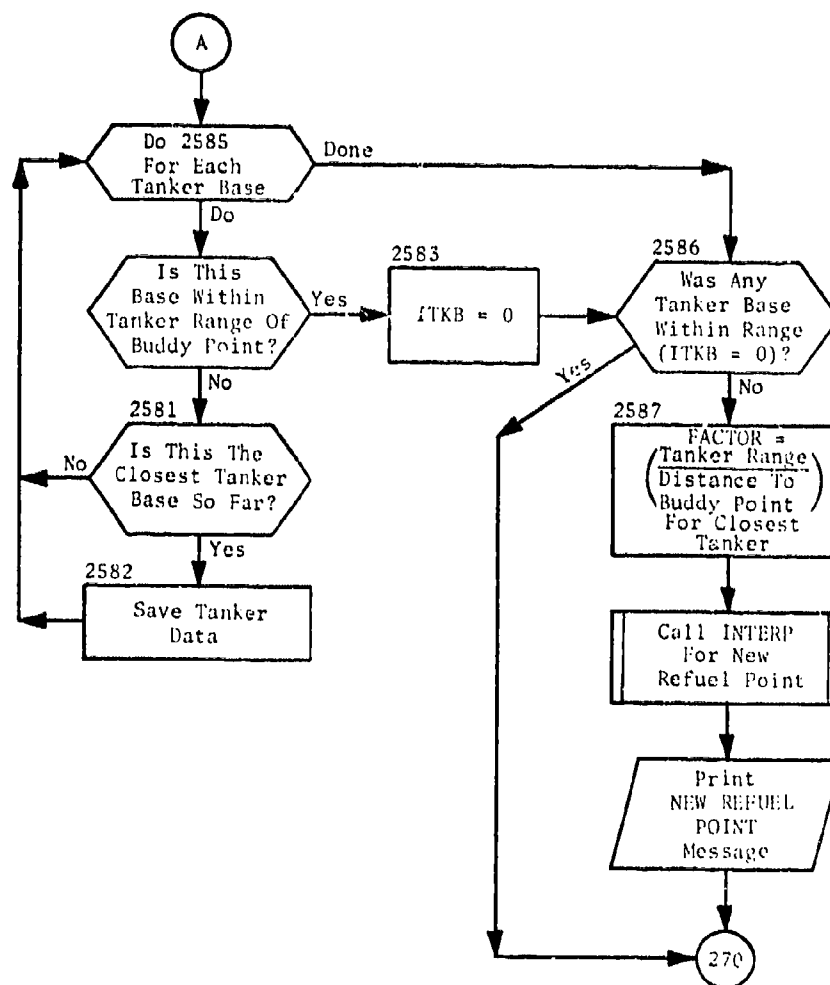 A
Do 2585
For Each
Tanker Base
Done
Do
Is This
Base Within
Tanker Range Of
Buddy Point?
Yes
No
2583
ITKB = 0
2586
Was Any
Tanker Base
Within Range
(ITKB = 0)?
Yes
No
2581
Is This The
Closest Tanker
Base So Far?
No
Yes
2582
Save Tanker
Data
2587
FACTOR =
(Tanker Range
Distance To
Buddy Point)
For Closest
Tanker
Call INTERP
For New
Refuel Point
Print
NEW REFUEL
POINT
Message
270